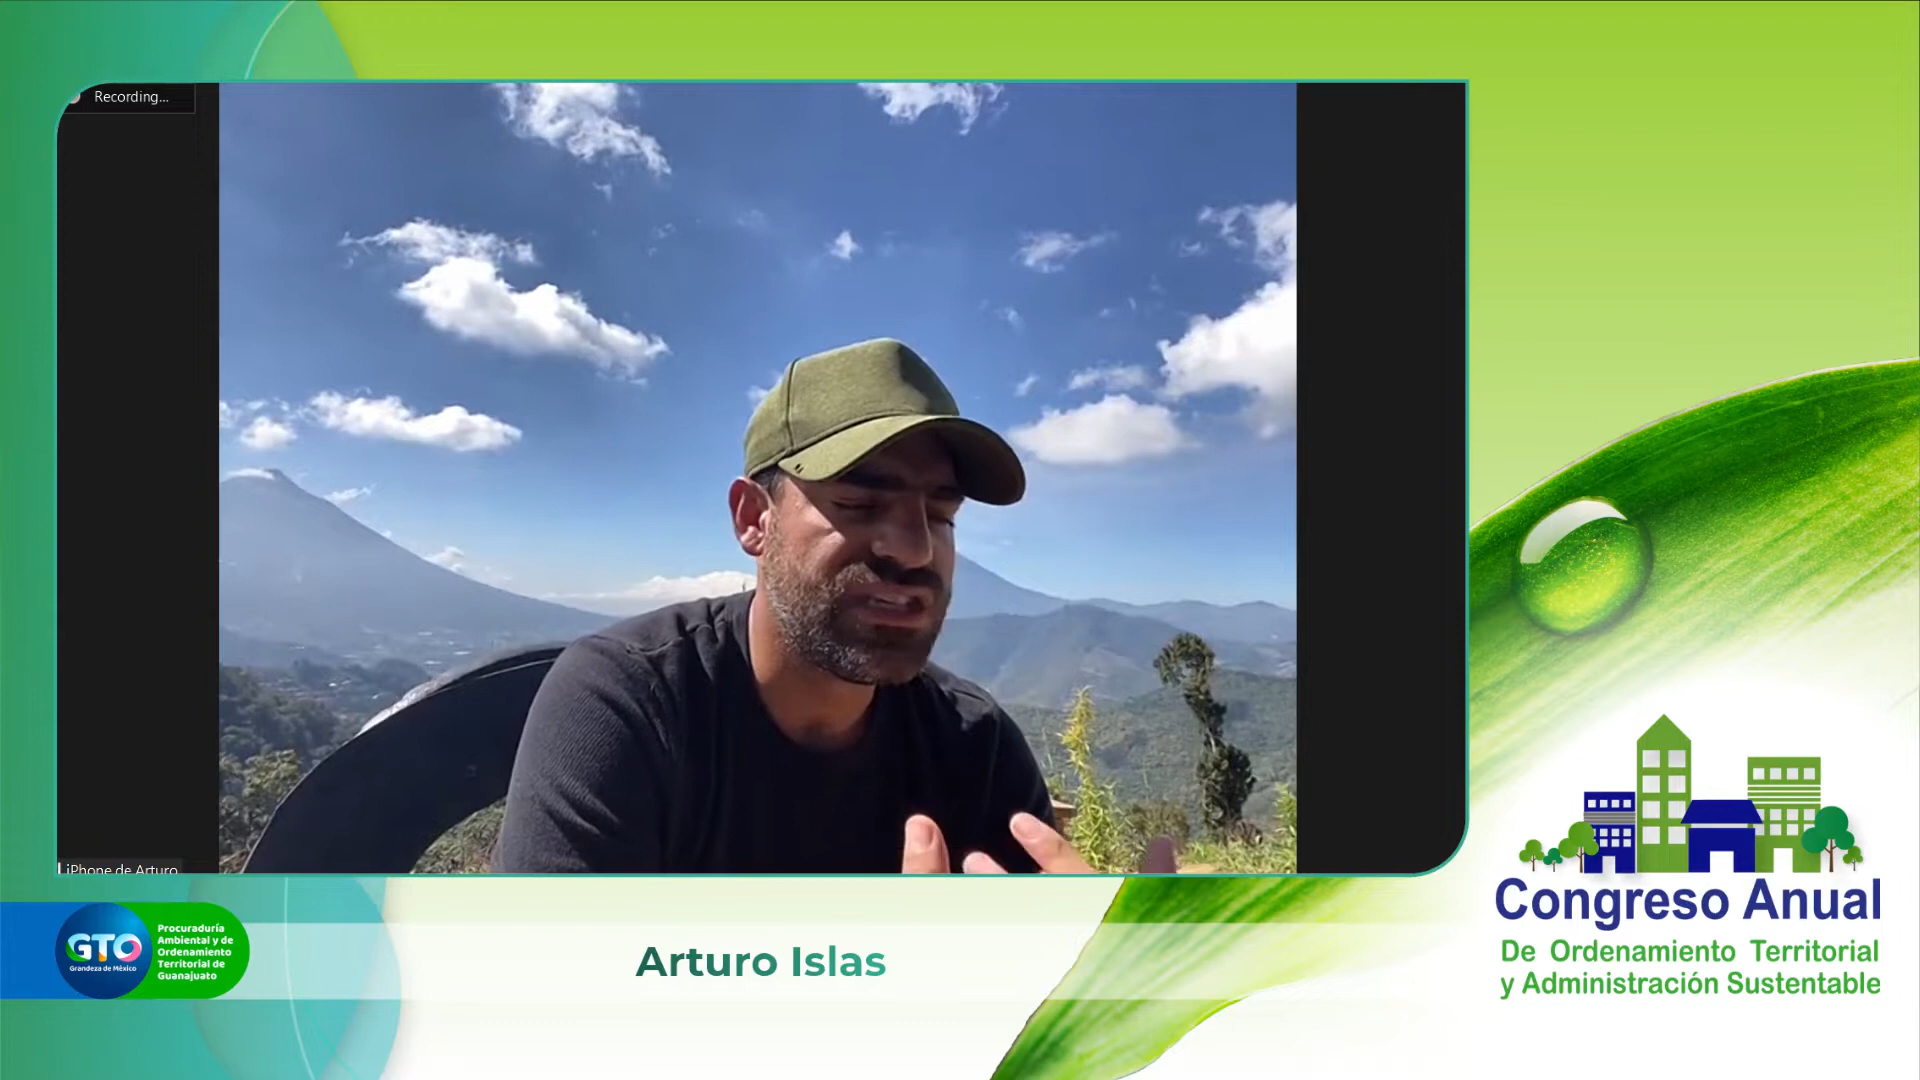 Recording...
iPhone de Arturo
GTO
Grandeza de México
Procuraduría
Ambiental y de
Ordenamiento
Territorial de
Guanajuato
Arturo Islas
Congreso Anual
De Ordenamiento Territorial
y Administración Sustentable